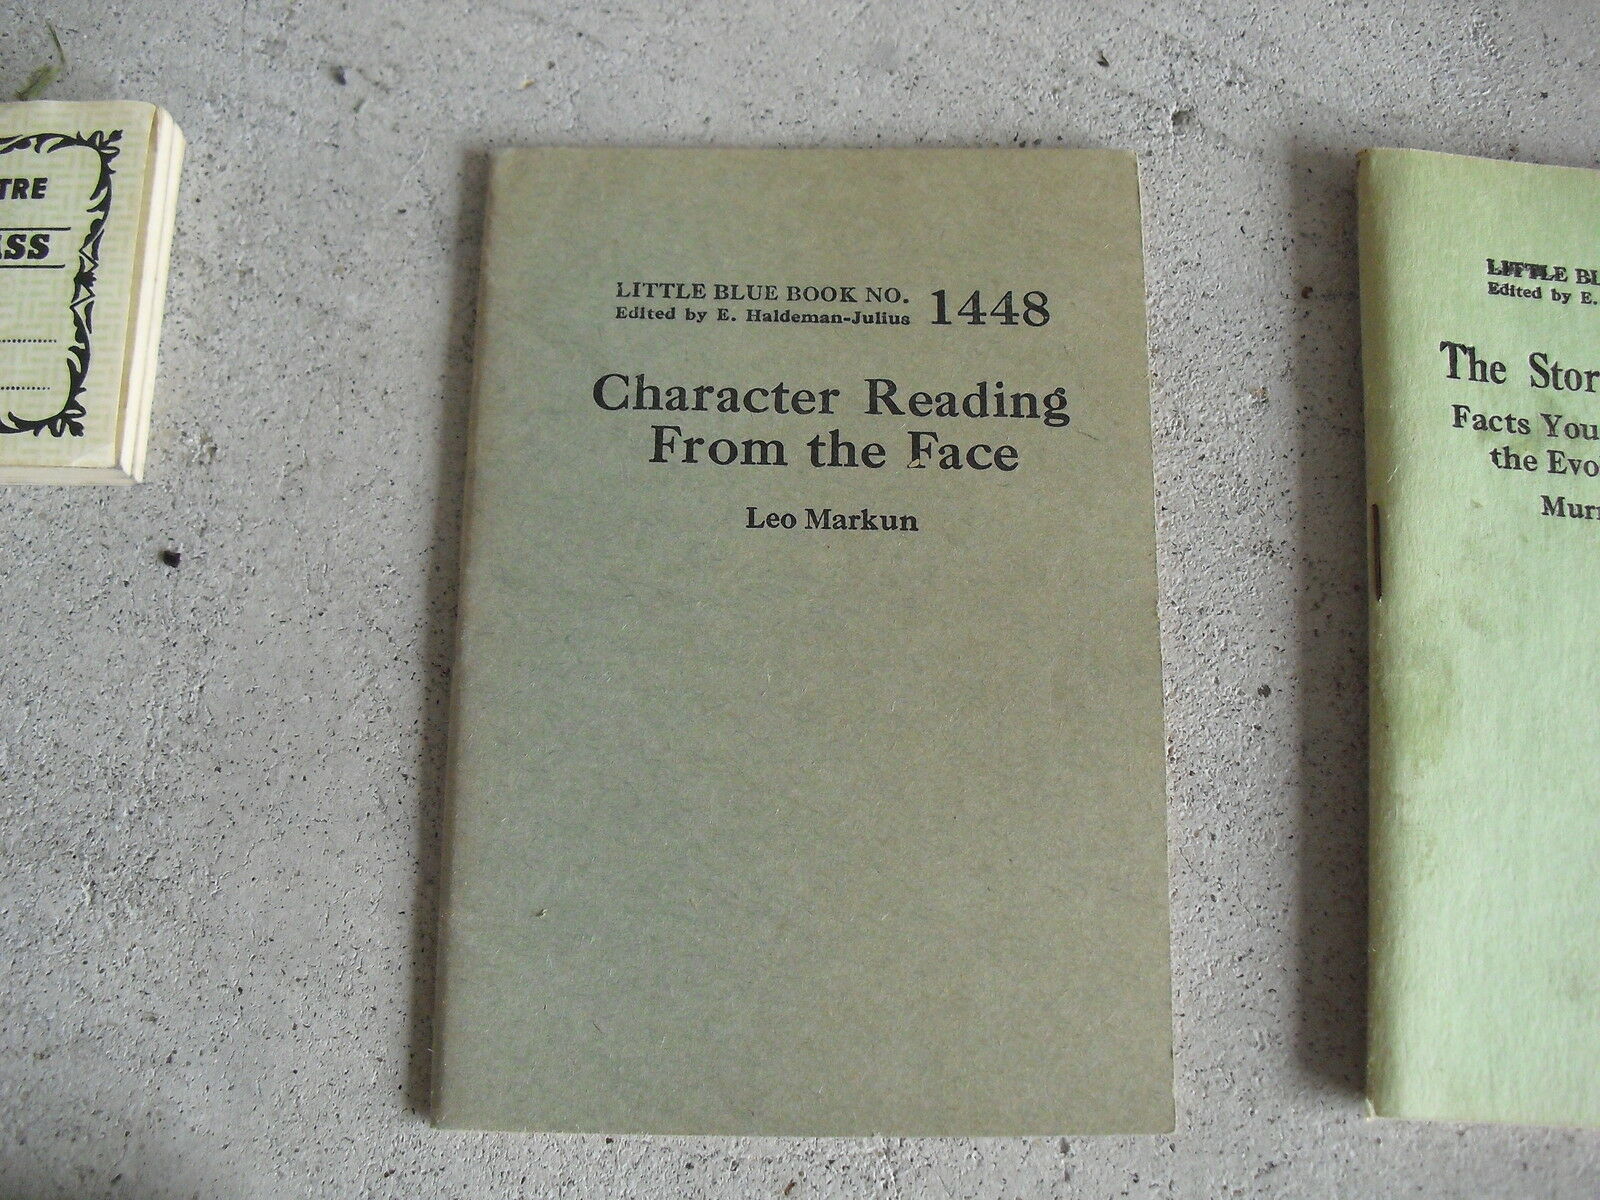 TRE
ASS
LITTLE BLUE BOOK NO. 1448
Edited by E. Haldeman-Julius
Character Reading
From the Face
Leo Markun
LITTLE BL
Edited by E.
The Stor
Facts You
the Evo
Murr